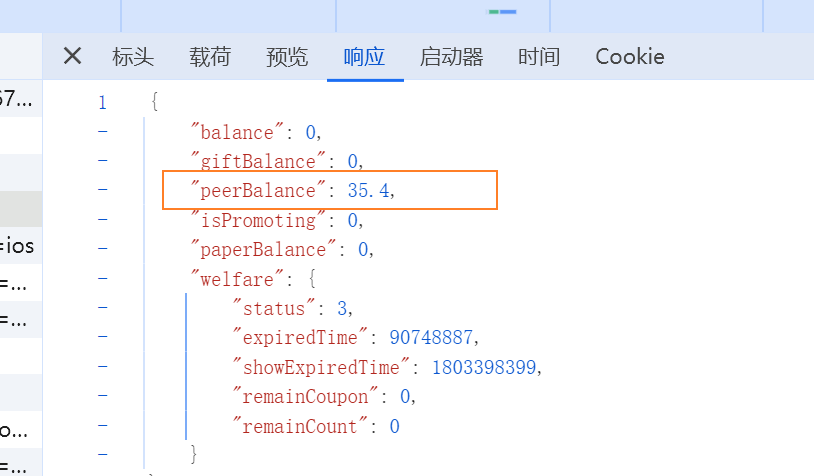 标头 载荷 预览 响应 启动器 时间 Cookie
67...
1 {
- "balance": 0,
- "giftBalance": 0,
- "peerBalance": 35.4,
- "isPromoting": 0,
=ios - "paperBalance": 0,
=... - "welfare": {
=... - "status": 3,
- "expiredTime": 90748887,
- "showExpiredTime": 1803398399,
- "remainCoupon": 0,
o... - "remainCount": 0
=... - }